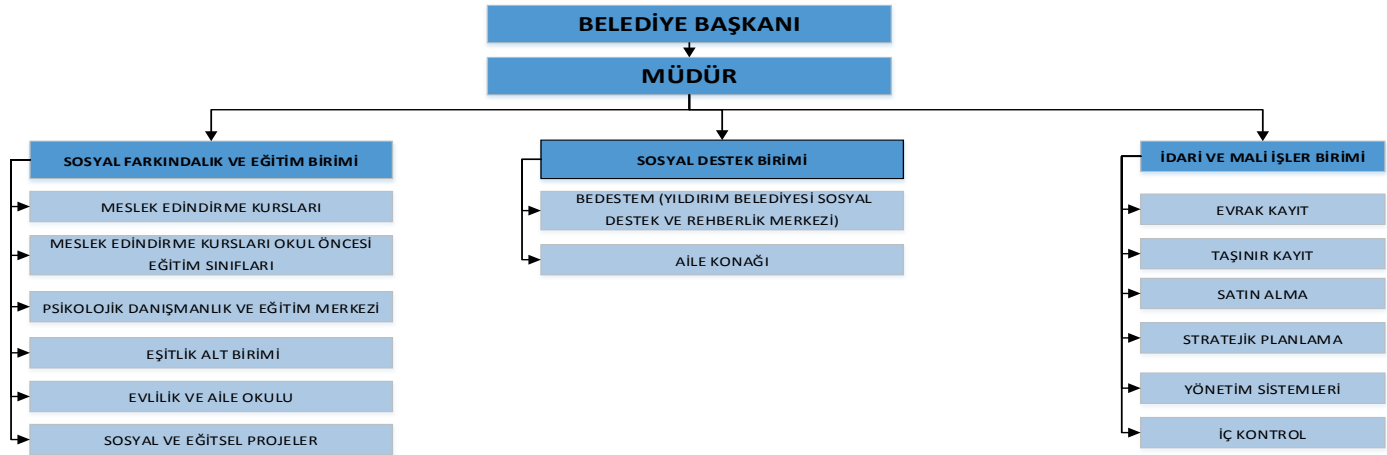 BELEDİYE BAŞKANI
MÜDÜR
SOSYAL FARKINDALIK VE EĞİTİM BİRİMİ
MESLEK EDİNDİRME KURSLARI
MESLEK EDİNDİRME KURSLARI OKUL ÖNCESİ
EĞİTİM SINIFLARI
PSİKOLOJİK DANIŞMANLIK VE EĞİTİM MERKEZİ
EŞİTLİK ALT BİRİMİ
EVLİLİK VE AİLE OKULU
SOSYAL VE EĞİTSEL PROJELER
SOSYAL DESTEK BİRİMİ
BEDESTEM (YILDIRIM BELEDİYESİ SOSYAL
DESTEK VE REHBERLİK MERKEZİ)
AİLE KONAĞI
İDARİ VE MALİ İŞLER BİRİMİ
EVRAK KAYIT
TAŞINIR KAYIT
SATIN ALMA
STRATEJİK PLANLAMA
YÖNETİM SİSTEMLERİ
İÇ KONTROL